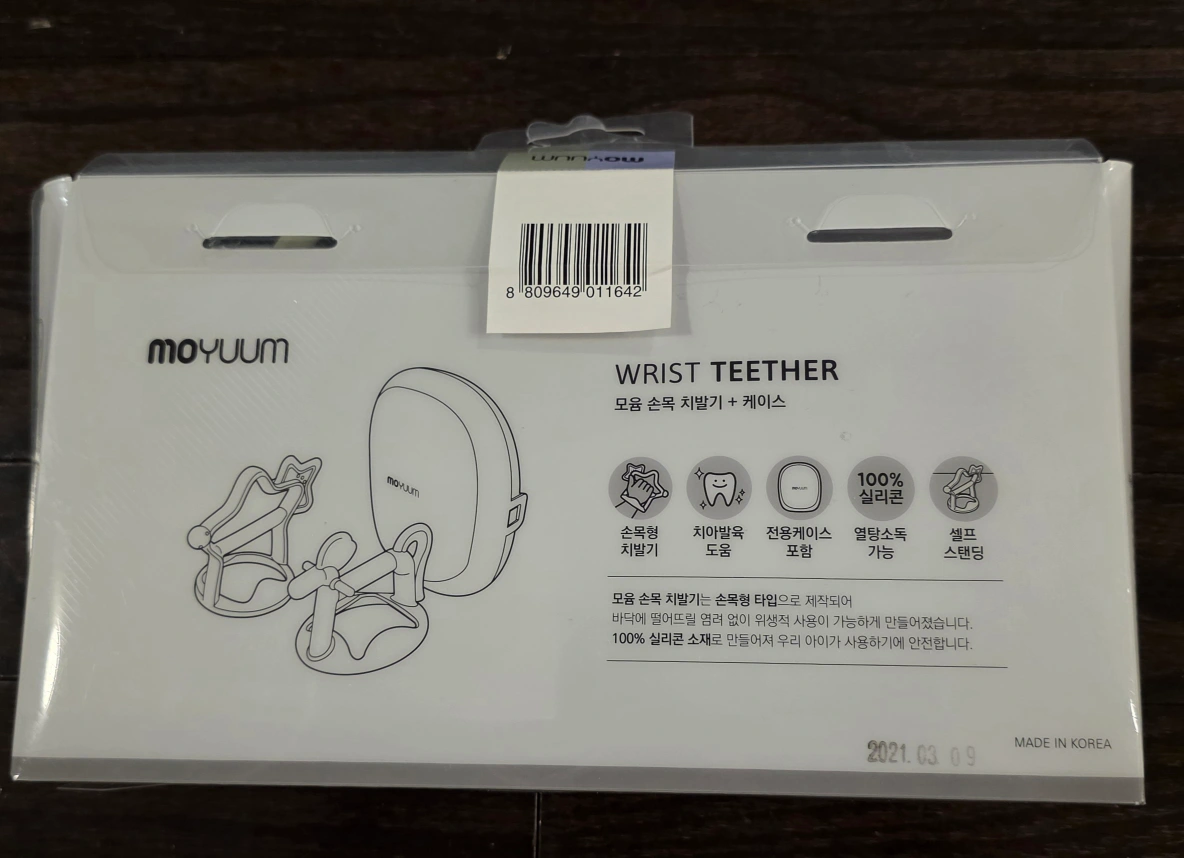 moyuum
8 809649 011642
moyuum
WRIST TEETHER
모윰 손목 치발기 + 케이스
moyuum
moyuum
100%
실리콘
손목형
치발기
치아발육
도움
전용케이스
포함
열탕소독
가능
셀프
스탠딩
모윰 손목 치발기는 손목형 타입으로 제작되어
바닥에 떨어뜨릴 염려 없이 위생적 사용이 가능하게 만들어졌습니다.
100% 실리콘 소재로 만들어져 우리 아이가 사용하기에 안전합니다.
2021. 03. 09
MADE IN KOREA